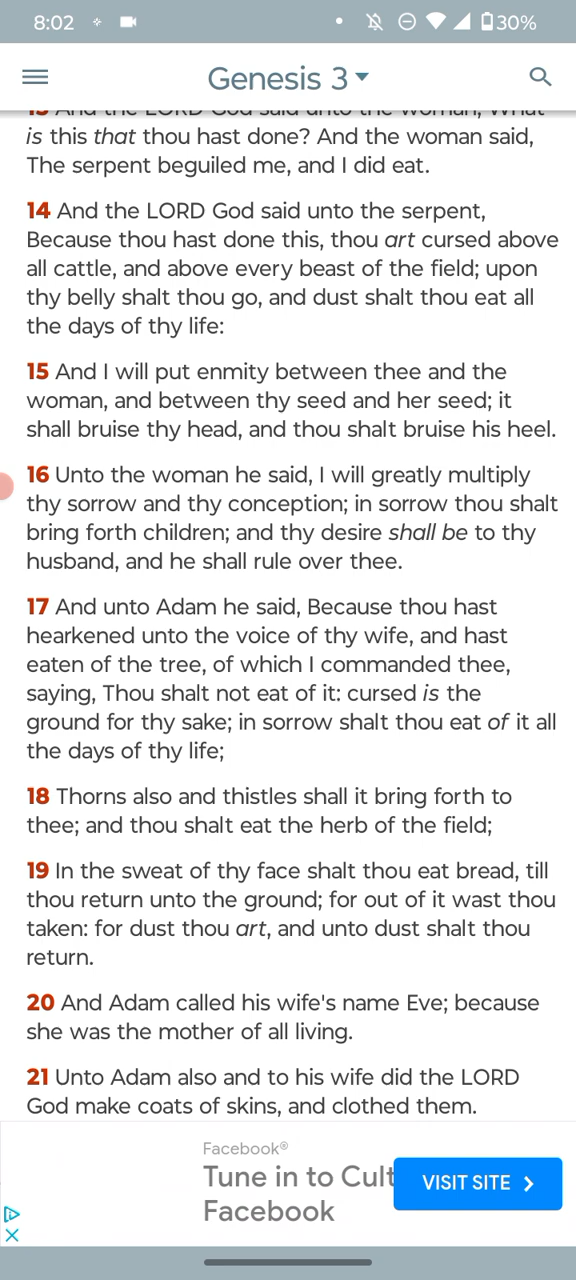 8:02
30%
Genesis 3
13 And the LORD God said unto the woman, What
is this that thou hast done? And the woman said,
The serpent beguiled me, and I did eat.
14 And the LORD God said unto the serpent,
Because thou hast done this, thou art cursed above
all cattle, and above every beast of the field; upon
thy belly shalt thou go, and dust shalt thou eat all
the days of thy life:
15 And I will put enmity between thee and the
woman, and between thy seed and her seed; it
shall bruise thy head, and thou shalt bruise his heel.
16 Unto the woman he said, I will greatly multiply
thy sorrow and thy conception; in sorrow thou shalt
bring forth children; and thy desire shall be to thy
husband, and he shall rule over thee.
17 And unto Adam he said, Because thou hast
hearkened unto the voice of thy wife, and hast
eaten of the tree, of which I commanded thee,
saying, Thou shalt not eat of it: cursed is the
ground for thy sake; in sorrow shalt thou eat of it all
the days of thy life;
18 Thorns also and thistles shall it bring forth to
thee; and thou shalt eat the herb of the field;
19 In the sweat of thy face shalt thou eat bread, till
thou return unto the ground; for out of it wast thou
taken: for dust thou art, and unto dust shalt thou
return.
20 And Adam called his wife's name Eve; because
she was the mother of all living.
21 Unto Adam also and to his wife did the LORD
God make coats of skins, and clothed them.
Facebook®
Tune in to Cult
Facebook
VISIT SITE